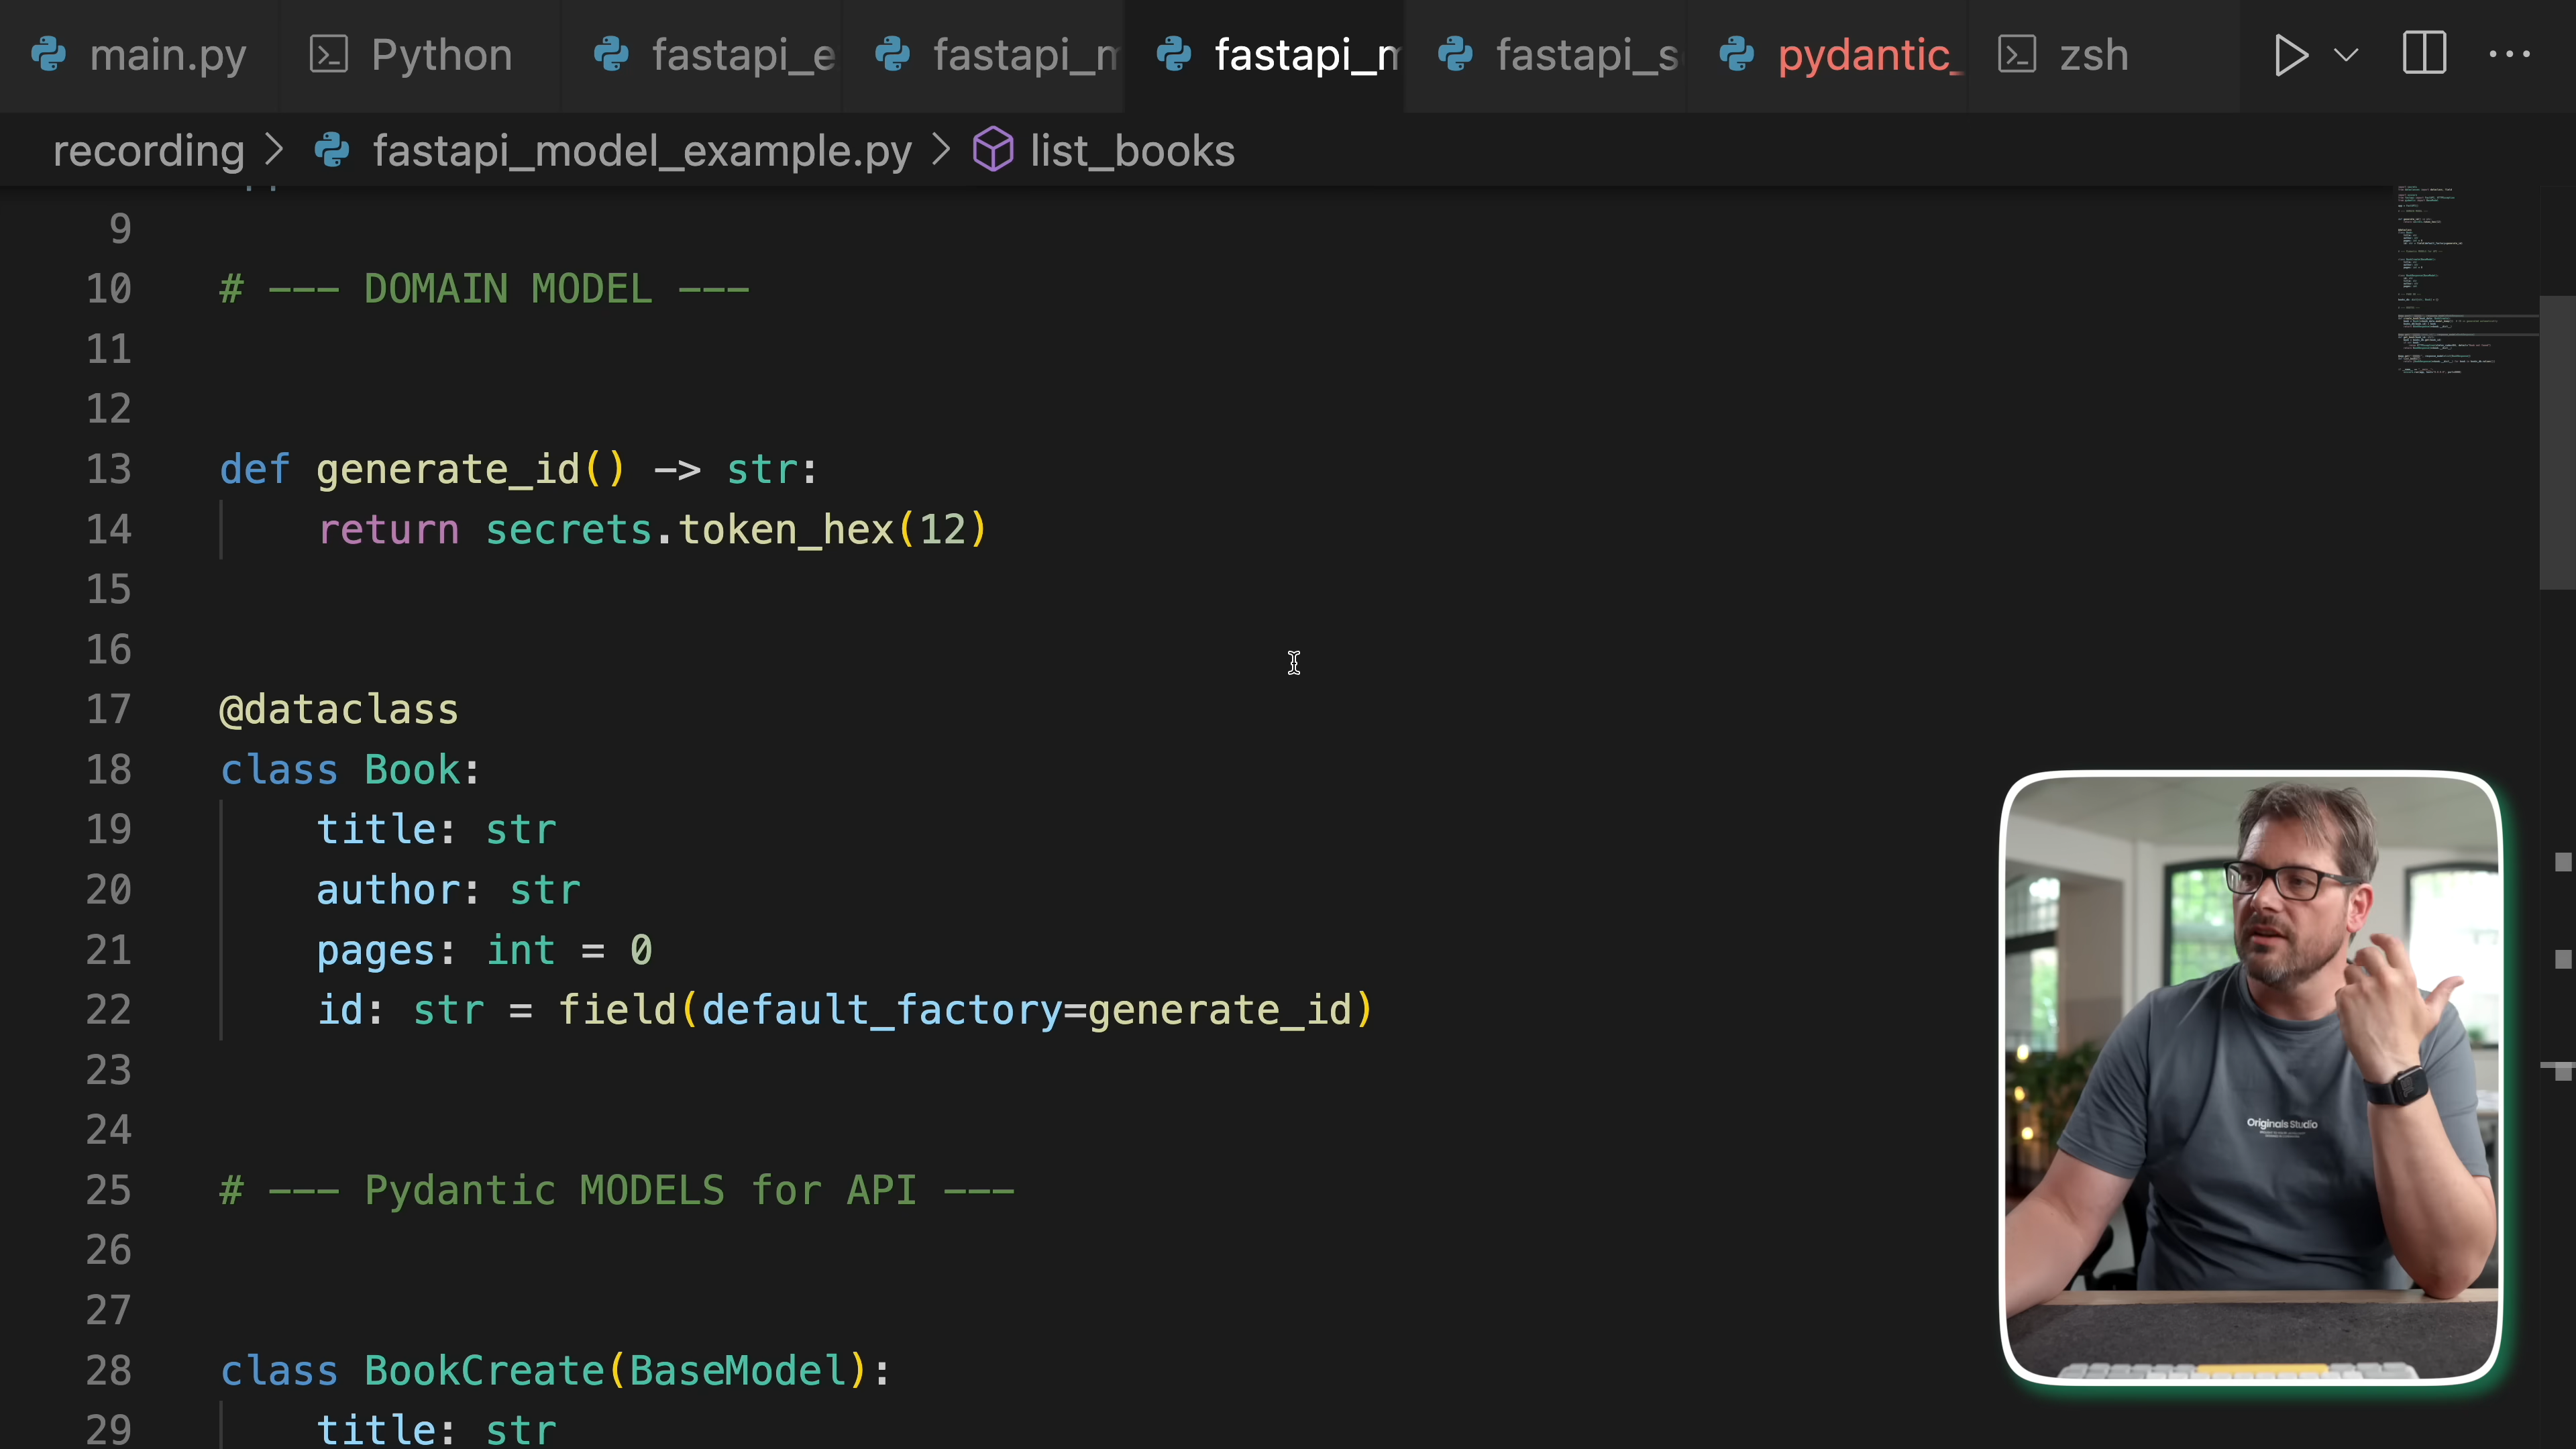 main.py Python fastapi_e fastapi_m fastapi_m fastapi_s pydantic_ zsh
recording > fastapi_model_example.py > list_books
9
10 # --- DOMAIN MODEL ---
11
12
13 def generate_id() -> str:
14 return secrets.token_hex(12)
15
16
17 @dataclass
18 class Book:
19 title: str
20 author: str
21 pages: int = 0
22 id: str = field(default_factory=generate_id)
23
24
25 # --- Pydantic MODELS for API ---
26
27
28 class BookCreate(BaseModel):
29 title: str
Originals Studio